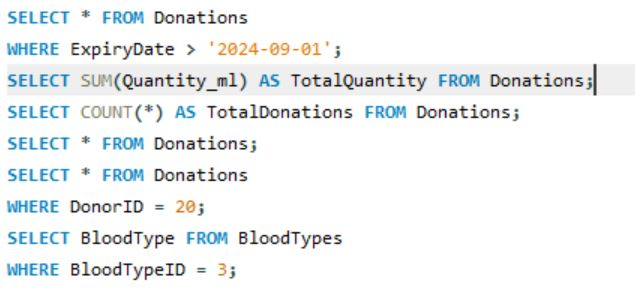 SELECT * FROM Donations
WHERE ExpiryDate > '2024-09-01';
SELECT SUM(Quantity_ml) AS TotalQuantity FROM Donations;
SELECT COUNT(*) AS TotalDonations FROM Donations;
SELECT * FROM Donations;
SELECT * FROM Donations
WHERE DonorID = 20;
SELECT BloodType FROM BloodTypes
WHERE BloodTypeID = 3;